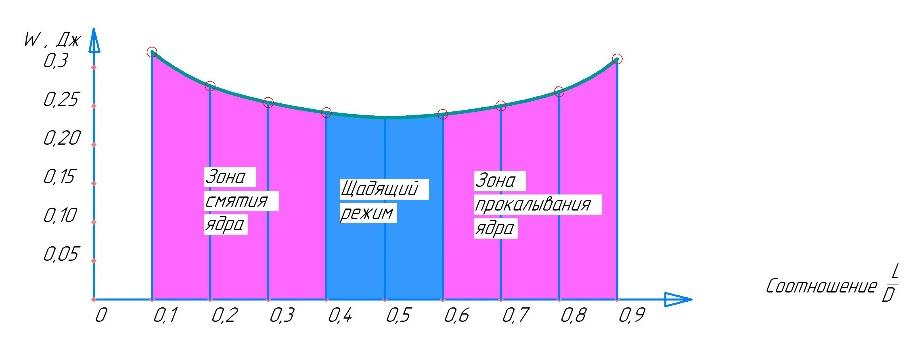 W , Дж
0,3
0,25
0,20
0,15
0,10
0,05
Зона
смятия
ядра
Щадящий
режим
Зона
прокалывания
ядра
0 0,1 0,2 0,3 0,4 0,5 0,6 0,7 0,8 0,9
Соотношение L/D